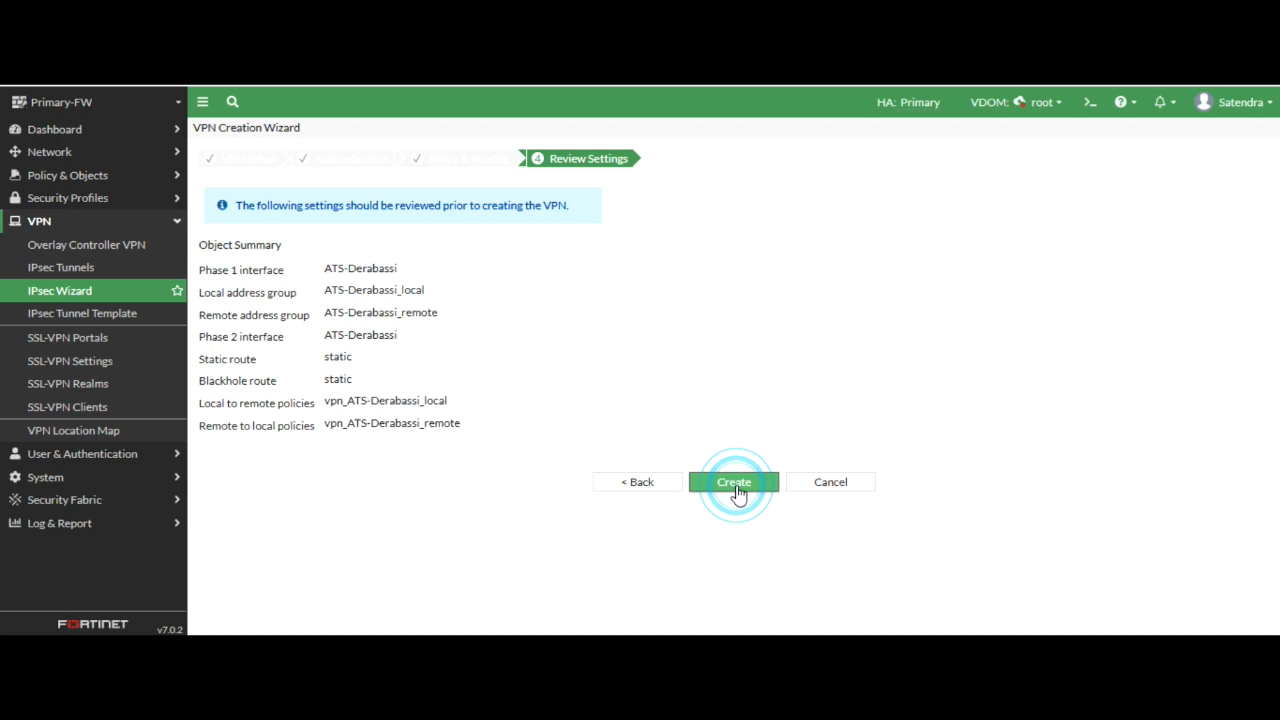 Primary-FW
HA: Primary
VDOM: root
>_
Satendra
Dashboard
Network
Policy & Objects
Security Profiles
VPN
Overlay Controller VPN
IPsec Tunnels
IPsec Wizard
IPsec Tunnel Template
SSL-VPN Portals
SSL-VPN Settings
SSL-VPN Realms
SSL-VPN Clients
VPN Location Map
User & Authentication
System
Security Fabric
Log & Report
FORTINET
v7.0.2
VPN Creation Wizard
VPN Setup
Authentication
Policy & Routing
4 Review Settings
The following settings should be reviewed prior to creating the VPN.
Object Summary
Phase 1 interface ATS-Derabassi
Local address group ATS-Derabassi_local
Remote address group ATS-Derabassi_remote
Phase 2 interface ATS-Derabassi
Static route static
Blackhole route static
Local to remote policies vpn_ATS-Derabassi_local
Remote to local policies vpn_ATS-Derabassi_remote
< Back
Create
Cancel